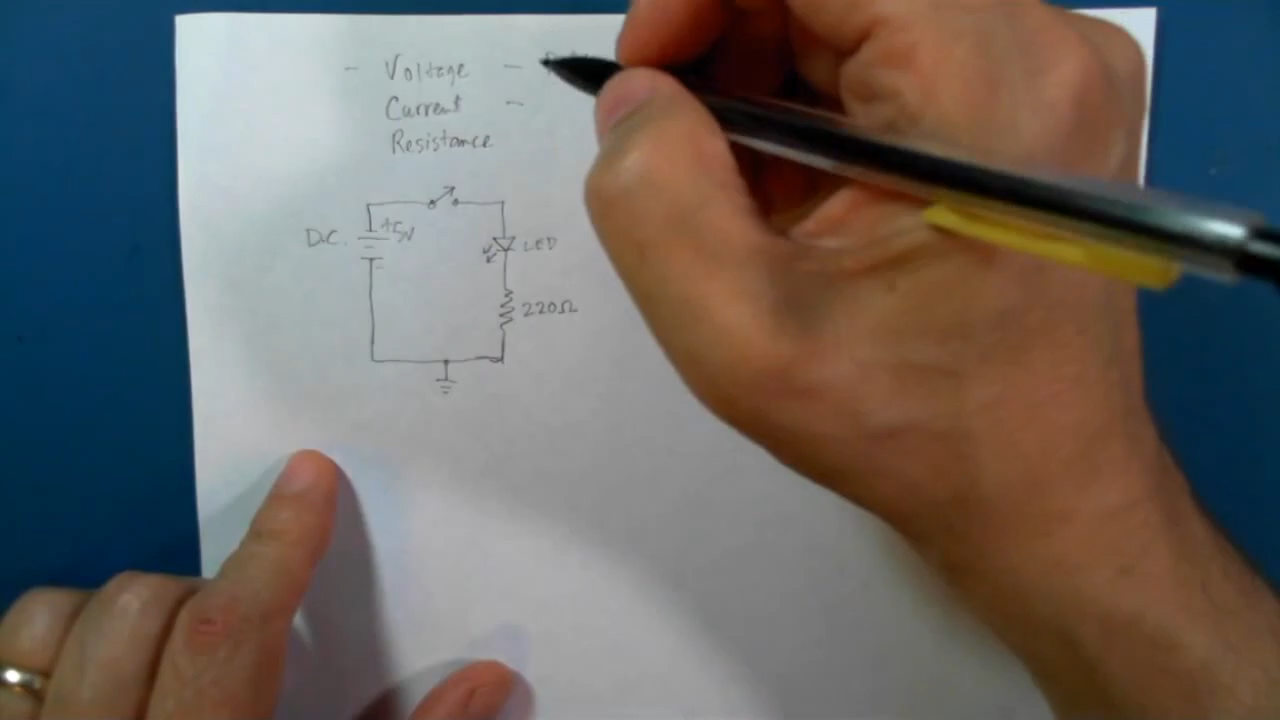 - Voltage -
Current -
Resistance
D.C.
+5V
LED
220Ω